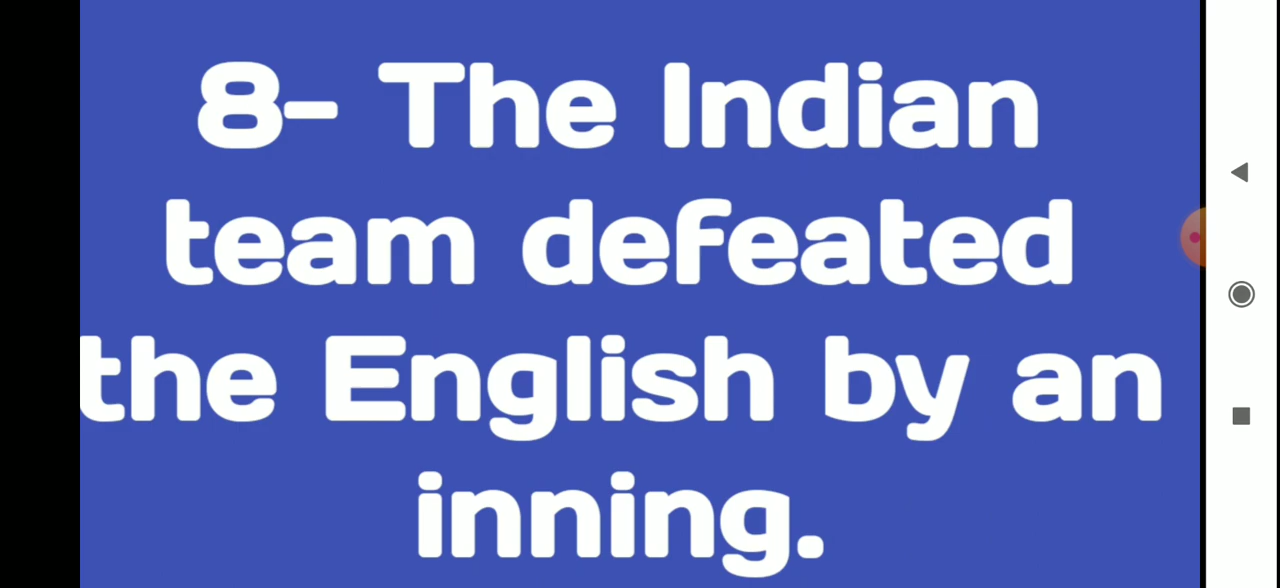 8- The Indian
team defeated
the English by an
inning.